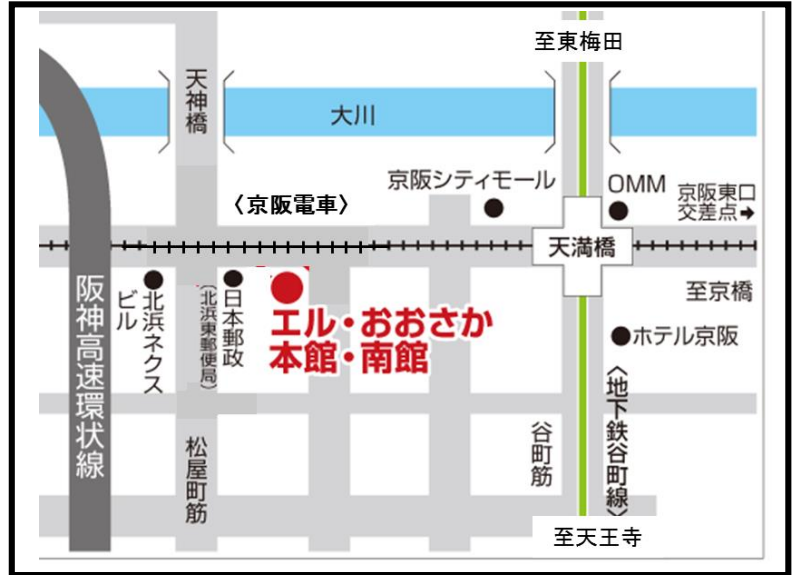 至東梅田
天神橋
大川
京阪シティモール
OMM
京阪東口
交差点➡
〈京阪電車〉
天満橋
阪神高速環状線
北浜ネクス
ビル
日本郵政
(北浜東郵便局)
エル・おおさか
本館・南館
至京橋
ホテル京阪
松屋町筋
谷町筋
〈地下鉄谷町線〉
至天王寺